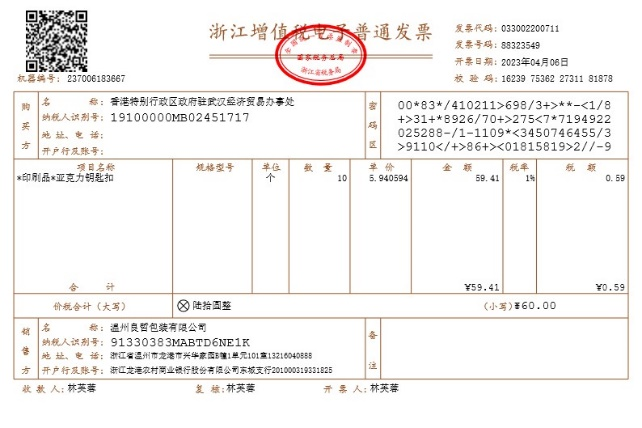 浙江增值税电子普通发票
全国统一发票监制章
国家税务总局
浙江省税务局
机器编号: 237006183667
发票代码: 033002200711
发票号码: 88323549
开票日期: 2023年04月06日
校 验 码: 16239 75362 27311 81878
购买方
名 称: 香港特别行政区政府驻武汉经济贸易办事处
纳税人识别号: 19100000MB02451717
地 址、电 话:
开户行及账号:
密码区
00*83*/410211>698/3+>**-<1/8
+>31+*8926/70+>275<7*7194922
025288-/1-1109*<3450746455/3
>9110</+>86+><01815819>2//-9
项目名称 规格型号 单位 数 量 单 价 金 额 税率 税 额
*印刷品*亚克力钥匙扣 个 10 5.940594 59.41 1% 0.59
合 计 ¥59.41 ¥0.59
价税合计（大写） ⊗ 陆拾圆整 (小写) ¥60.00
销售方
名 称: 温州良哲包装有限公司
纳税人识别号: 91330383MABTD6NE1K
地 址、电 话: 浙江省温州市龙港市兴华家园B幢1单元101室13216040888
开户行及账号: 浙江龙港农村商业银行股份有限公司东城支行201000319331825
备注
收 款 人: 林芙蓉 复 核: 林芙蓉 开 票 人: 林芙蓉